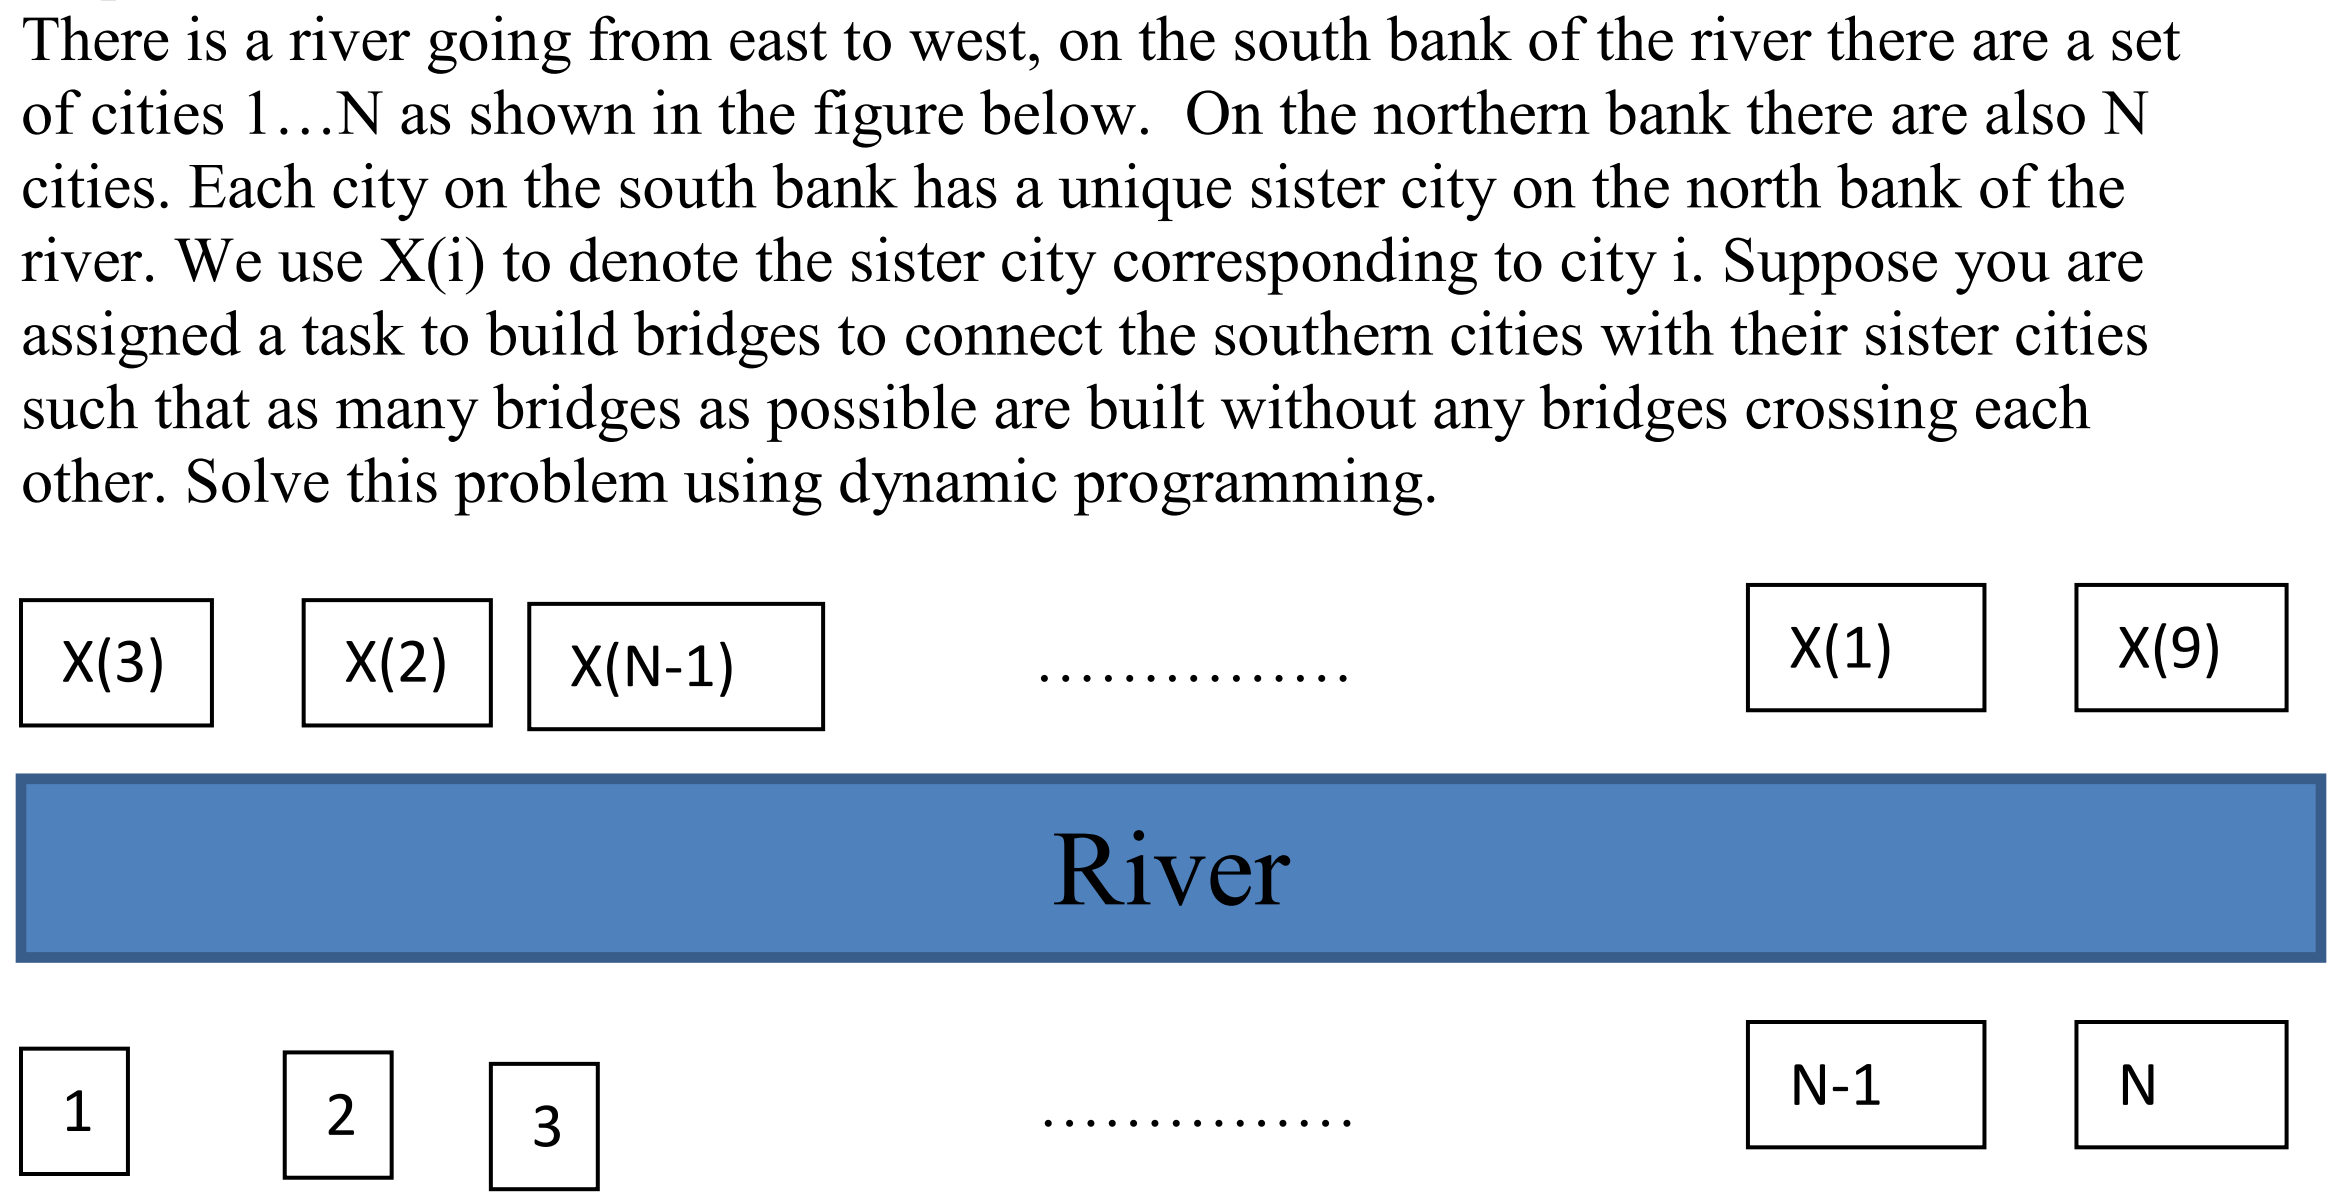 There is a river going from east to west, on the south bank of the river there are a set
of cities 1…N as shown in the figure below.  On the northern bank there are also N
cities. Each city on the south bank has a unique sister city on the north bank of the
river. We use X(i) to denote the sister city corresponding to city i. Suppose you are
assigned a task to build bridges to connect the southern cities with their sister cities
such that as many bridges as possible are built without any bridges crossing each
other. Solve this problem using dynamic programming.
X(3) X(2) X(N-1) …………… X(1) X(9)
River
1 2 3 …………… N-1 N